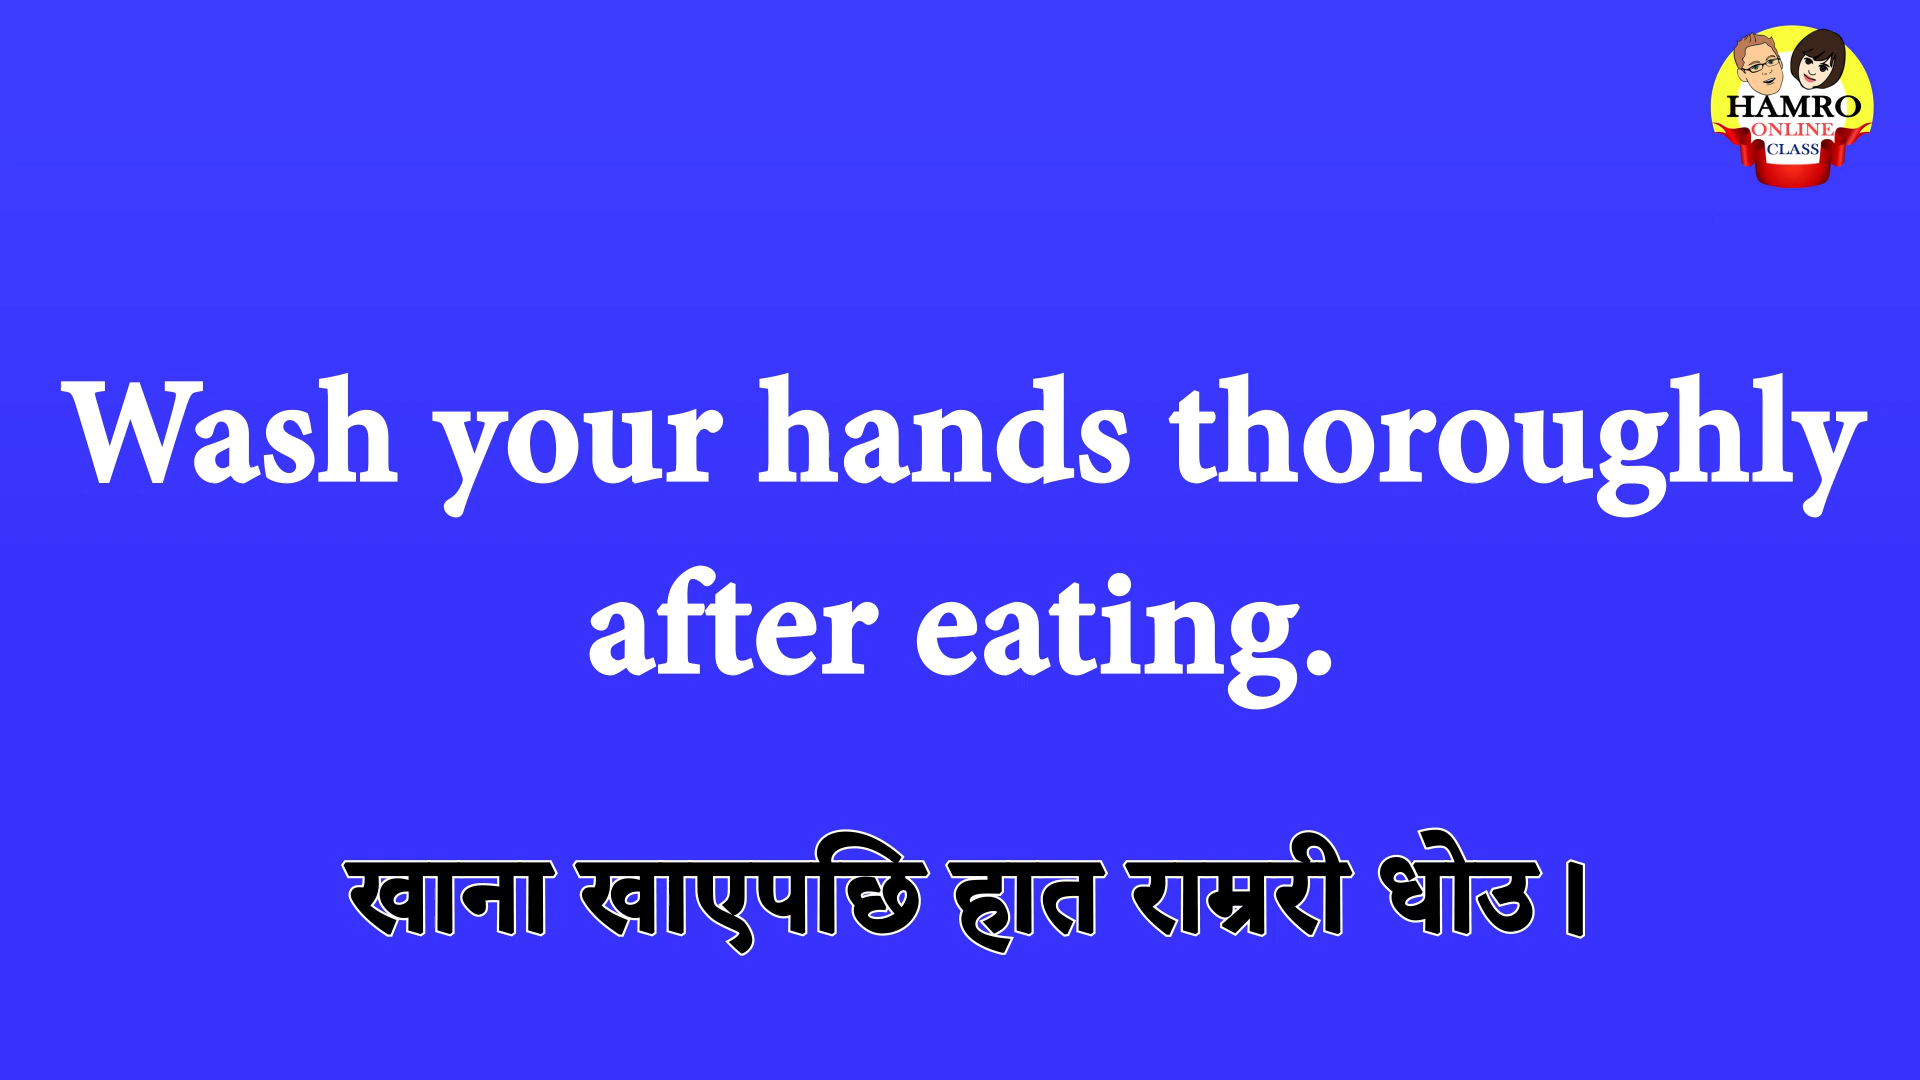 HAMRO
ONLINE
CLASS
Wash your hands thoroughly
after eating.
खाना खाएपछि हात राम्ररी धोउ ।